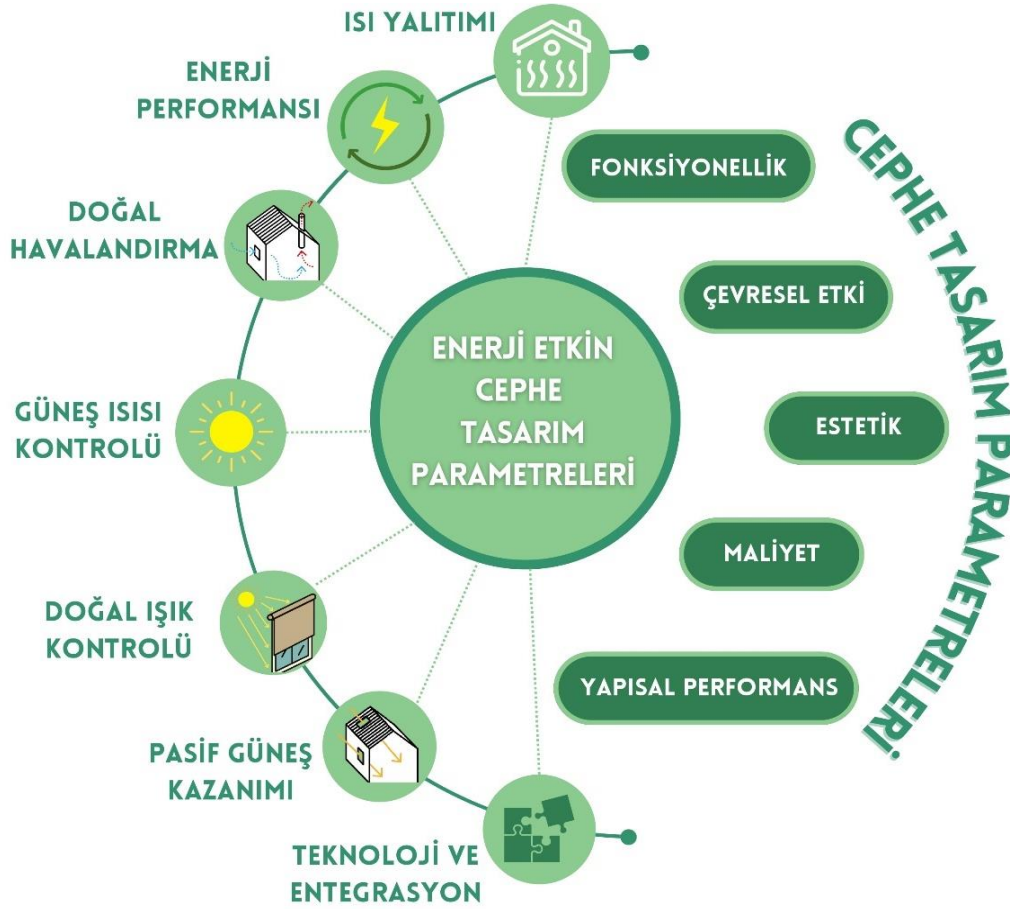 ISI YALITIMI
ENERJİ
PERFORMANSI
DOĞAL
HAVALANDIRMA
GÜNEŞ ISISI
KONTROLÜ
DOĞAL IŞIK
KONTROLÜ
PASİF GÜNEŞ
KAZANIMI
TEKNOLOJİ VE
ENTEGRASYON
ENERJİ ETKİN
CEPHE
TASARIM
PARAMETRELERİ
FONKSİYONELLİK
ÇEVRESEL ETKİ
ESTETİK
MALİYET
YAPISAL PERFORMANS
CEPHE TASARIM PARAMETRELERİ